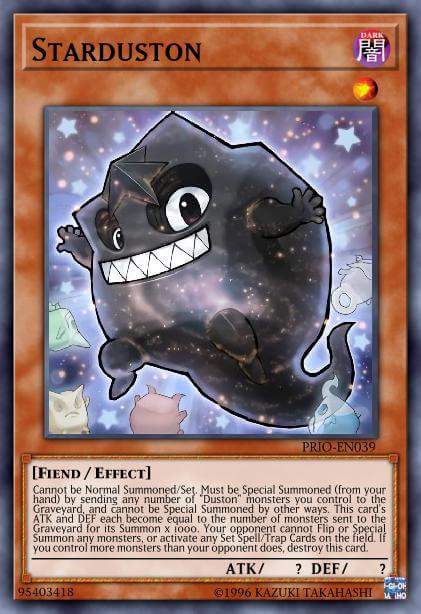 Starduston
DARK
闇
PRIO-EN039
[Fiend / Effect]
Cannot be Normal Summoned/Set. Must be Special Summoned (from your
hand) by sending any number of "Duston" monsters you control to the
Graveyard, and cannot be Special Summoned by other ways. This card's
ATK and DEF each become equal to the number of monsters sent to the
Graveyard for its Summon x 1000. Your opponent cannot Flip or Special
Summon any monsters, or activate any Set Spell/Trap Cards on the field. If
you control more monsters than your opponent does, destroy this card.
ATK/ ? DEF/ ?
95403418 ©1996 KAZUKI TAKAHASHI